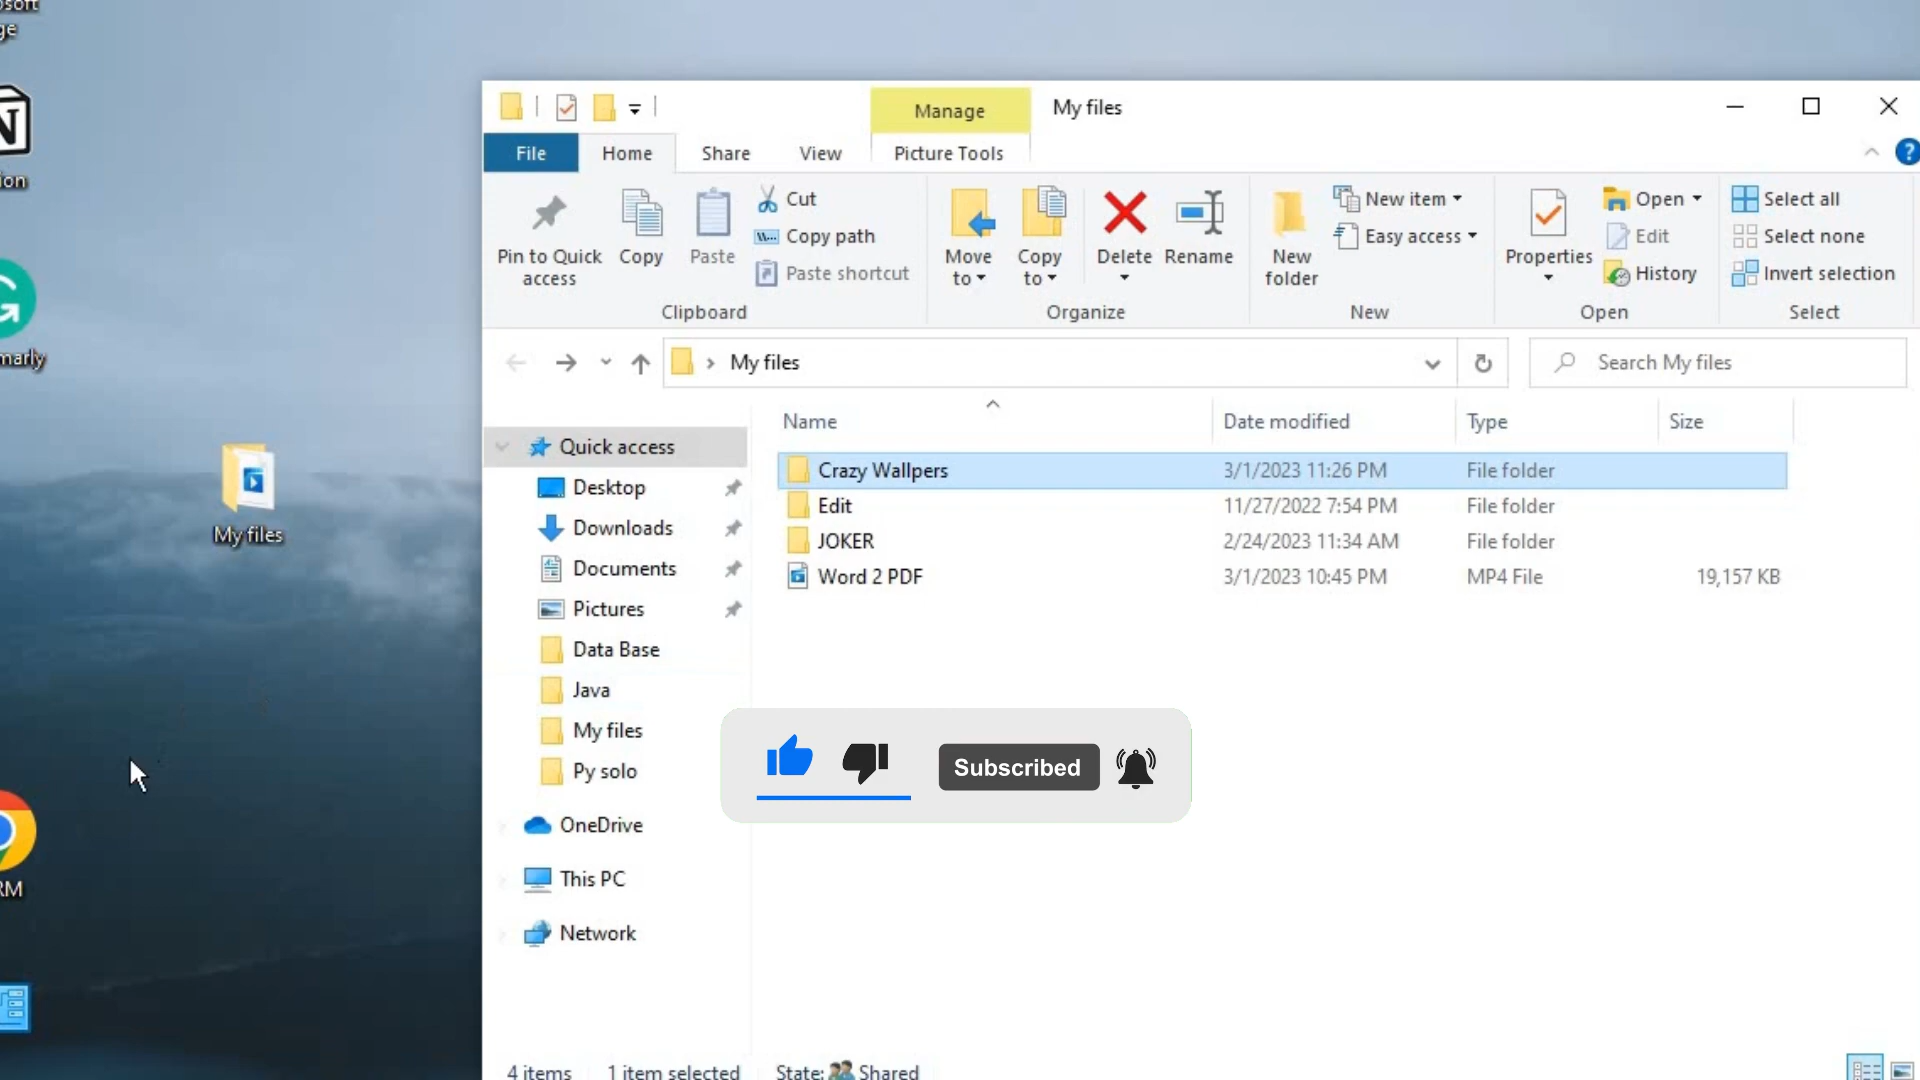 Manage
My files
File
Home
Share
View
Picture Tools
Pin to Quick access
Copy
Paste
Cut
Copy path
Paste shortcut
Clipboard
Move to
Copy to
Delete
Rename
Organize
New folder
New item
Easy access
New
Properties
Open
Edit
History
Open
Select all
Select none
Invert selection
Select
My files
Search My files
Name
Date modified
Type
Size
Quick access
Desktop
Downloads
Documents
Pictures
Data Base
Java
My files
Py solo
OneDrive
This PC
Network
Crazy Wallpers 3/1/2023 11:26 PM File folder
Edit 11/27/2022 7:54 PM File folder
JOKER 2/24/2023 11:34 AM File folder
Word 2 PDF 3/1/2023 10:45 PM MP4 File 19,157 KB
Subscribed
My files
4 items
1 item selected
State: Shared